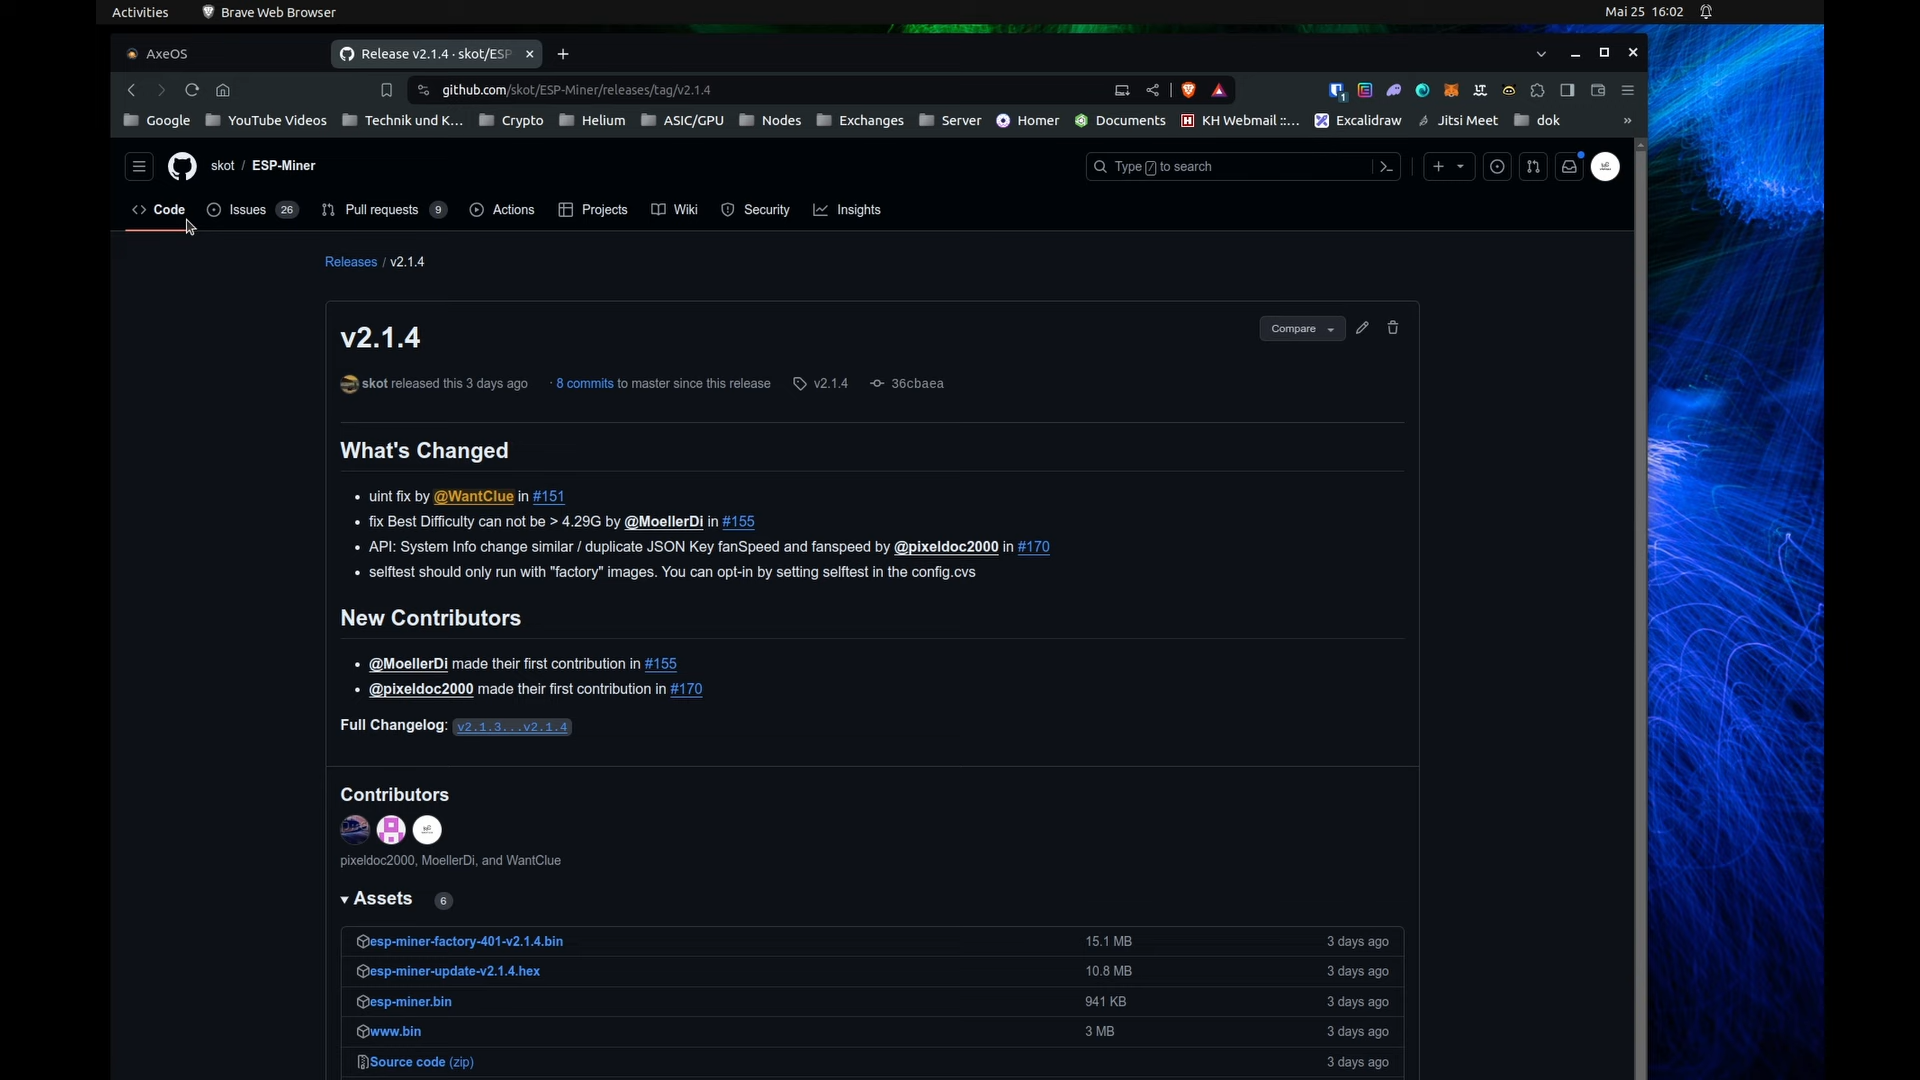 Activities Brave Web Browser Mai 25 16:02
AxeOS Release v2.1.4 · skot/ESP
github.com/skot/ESP-Miner/releases/tag/v2.1.4 1
Google YouTube Videos Technik und K... Crypto Helium ASIC/GPU Nodes Exchanges Server Homer Documents KH Webmail ::... Excalidraw Jitsi Meet dok »
skot / ESP-Miner Type / to search
Code Issues 26 Pull requests 9 Actions Projects Wiki Security Insights
Releases / v2.1.4
v2.1.4 Compare
skot released this 3 days ago · 8 commits to master since this release v2.1.4 36cbaea
What's Changed
• uint fix by @WantClue in #151
• fix Best Difficulty can not be > 4.29G by @MoellerDi in #155
• API: System Info change similar / duplicate JSON Key fanSpeed and fanspeed by @pixeldoc2000 in #170
• selftest should only run with "factory" images. You can opt-in by setting selftest in the config.cvs
New Contributors
• @MoellerDi made their first contribution in #155
• @pixeldoc2000 made their first contribution in #170
Full Changelog: v2.1.3...v2.1.4
Contributors
pixeldoc2000, MoellerDi, and WantClue
Assets 6
esp-miner-factory-401-v2.1.4.bin 15.1 MB 3 days ago
esp-miner-update-v2.1.4.hex 10.8 MB 3 days ago
esp-miner.bin 941 KB 3 days ago
www.bin 3 MB 3 days ago
Source code (zip) 3 days ago